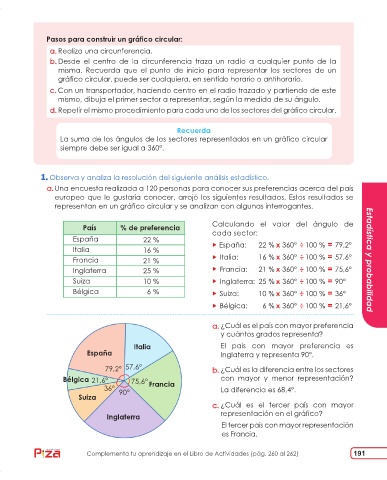 Pasos para construir un gráfico circular:
a. Realiza una circunferencia.
b. Desde el centro de la circunferencia traza un radio a cualquier punto de la
misma. Recuerda que el punto de inicio para representar los sectores de un
gráfico circular, puede ser cualquiera, en sentido horario o antihorario.
c. Con un transportador, haciendo centro en el radio trazado y partiendo de este
mismo, dibuja el primer sector a representar, según la medida de su ángulo.
d. Repetir el mismo procedimiento para cada uno de los sectores del gráfico circular.
Recuerda
La suma de los ángulos de los sectores representados en un gráfico circular
siempre debe ser igual a 360°.
1. Observa y analiza la resolución del siguiente análisis estadístico.
a. Una encuesta realizada a 120 personas para conocer sus preferencias acerca del país
europeo que le gustaría conocer, arrojó los siguientes resultados. Estos resultados se
representan en un gráfico circular y se analizan con algunas interrogantes.
País % de preferencia
España 22 %
Italia 16 %
Francia 21 %
Inglaterra 25 %
Suiza 10 %
Bélgica 6 %
Calculando el valor del ángulo de
cada sector:
España: 22 % x 360° ÷ 100 % = 79,2°
Italia: 16 % x 360° ÷ 100 % = 57,6°
Francia: 21 % x 360° ÷ 100 % = 75,6°
Inglaterra: 25 % x 360° ÷ 100 % = 90°
Suiza: 10 % x 360° ÷ 100 % = 36°
Bélgica: 6 % x 360° ÷ 100 % = 21,6°
Estadística y probabilidad
España
Italia
79,2° 57,6°
Bélgica 21,6° 75,6° Francia
36° 90°
Suiza
Inglaterra
a. ¿Cuál es el país con mayor preferencia
y cuántos grados representa?
El país con mayor preferencia es
Inglaterra y representa 90°.
b. ¿Cuál es la diferencia entre los sectores
con mayor y menor representación?
La diferencia es 68,4°.
c. ¿Cuál es el tercer país con mayor
representación en el gráfico?
El tercer país con mayor representación
es Francia.
Pizza
Complementa tu aprendizaje en el Libro de Actividades (pág. 260 al 262)
191